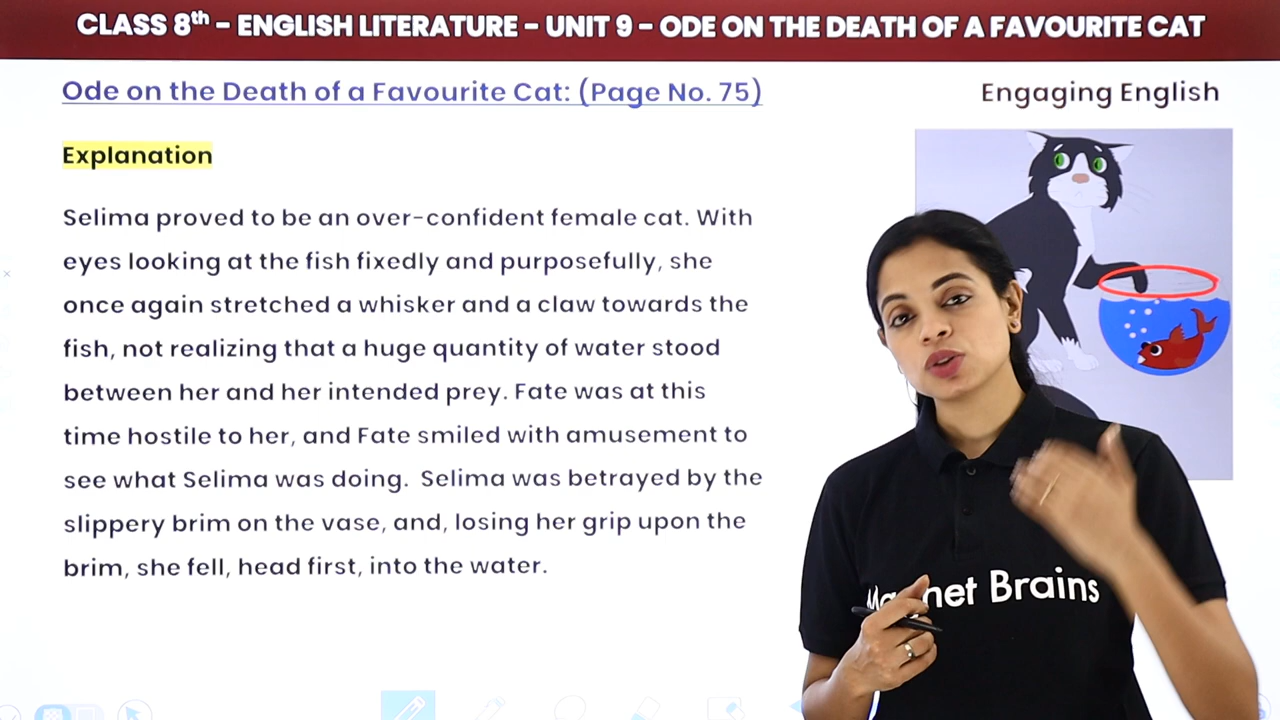 CLASS 8th – ENGLISH LITERATURE – UNIT 9 – ODE ON THE DEATH OF A FAVOURITE CAT
Ode on the Death of a Favourite Cat: (Page No. 75)
Engaging English
Explanation
Selima proved to be an over-confident female cat. With
eyes looking at the fish fixedly and purposefully, she
once again stretched a whisker and a claw towards the
fish, not realizing that a huge quantity of water stood
between her and her intended prey. Fate was at this
time hostile to her, and Fate smiled with amusement to
see what Selima was doing. Selima was betrayed by the
slippery brim on the vase, and, losing her grip upon the
brim, she fell, head first, into the water.
Magnet Brains